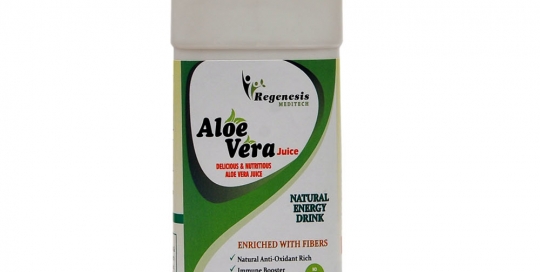 Regenesis
MEDITECH
Aloe
Vera Juice
DELICIOUS & NUTRITIOUS
ALOE VERA JUICE
NATURAL
ENERGY
DRINK
ENRICHED WITH FIBERS
✓ Natural Anti-Oxidant Rich
✓ Immune Booster